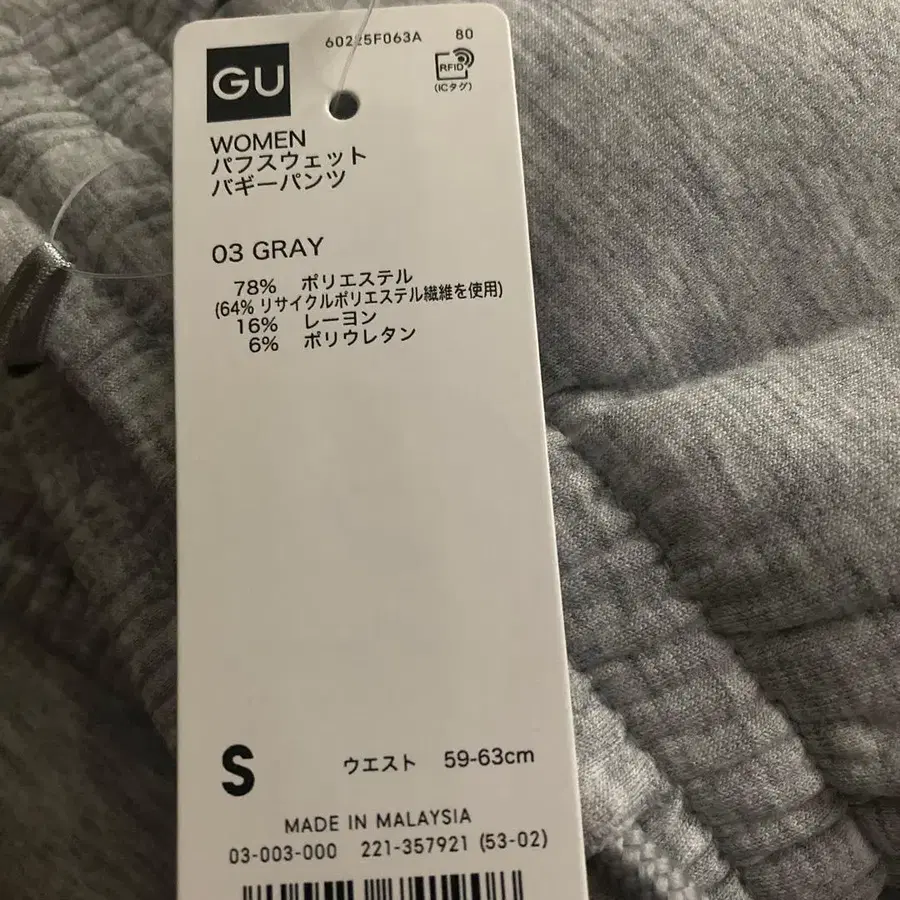 60225F063A 80
GU
RFID
(ICタグ)
WOMEN
パフスウェット
バギーパンツ
03 GRAY
78% ポリエステル
(64% リサイクルポリエステル繊維を使用)
16% レーヨン
6% ポリウレタン
S ウエスト 59-63cm
MADE IN MALAYSIA
03-003-000 221-357921 (53-02)